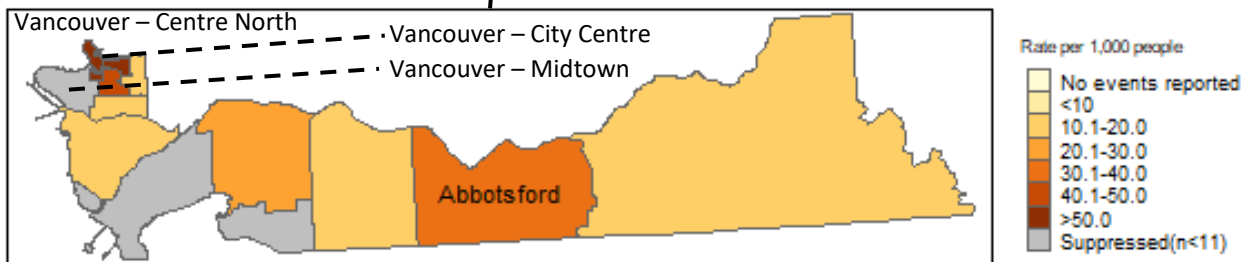 Vancouver – Centre North
Vancouver – City Centre
Vancouver – Midtown
Abbotsford
Rate per 1,000 people
No events reported
<10
10.1-20.0
20.1-30.0
30.1-40.0
40.1-50.0
>50.0
Suppressed(n<11)